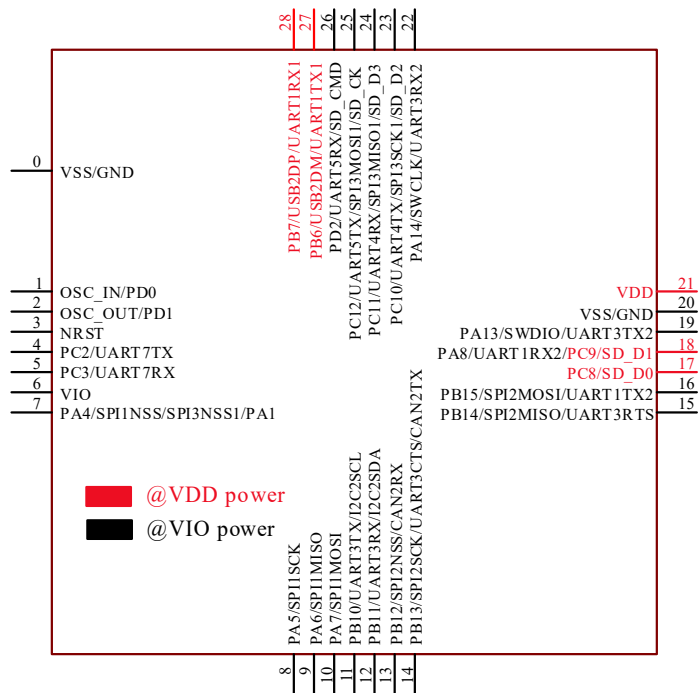 28
27
26
25
24
23
22
PB7/USB2DP/UART1RX1
PB6/USB2DM/UART1TX1
PD2/UART5RX/SD_CMD
PC12/UART5TX/SPI3MOSI1/SD_CK
PC11/UART4RX/SPI3MISO1/SD_D3
PC10/UART4TX/SPI3SCK1/SD_D2
PA14/SWCLK/UART3RX2
0 VSS/GND
1 OSC_IN/PD0
2 OSC_OUT/PD1
3 NRST
4 PC2/UART7TX
5 PC3/UART7RX
6 VIO
7 PA4/SPI1NSS/SPI3NSS1/PA1
VDD 21
VSS/GND 20
PA13/SWDIO/UART3TX2 19
PA8/UART1RX2/PC9/SD_D1 18
PC8/SD_D0 17
PB15/SPI2MOSI/UART1TX2 16
PB14/SPI2MISO/UART3RTS 15
@VDD power
@VIO power
PA5/SPI1SCK
PA6/SPI1MISO
PA7/SPI1MOSI
PB10/UART3TX/I2C2SCL
PB11/UART3RX/I2C2SDA
PB12/SPI2NSS/CAN2RX
PB13/SPI2SCK/UART3CTS/CAN2TX
8
9
10
11
12
13
14